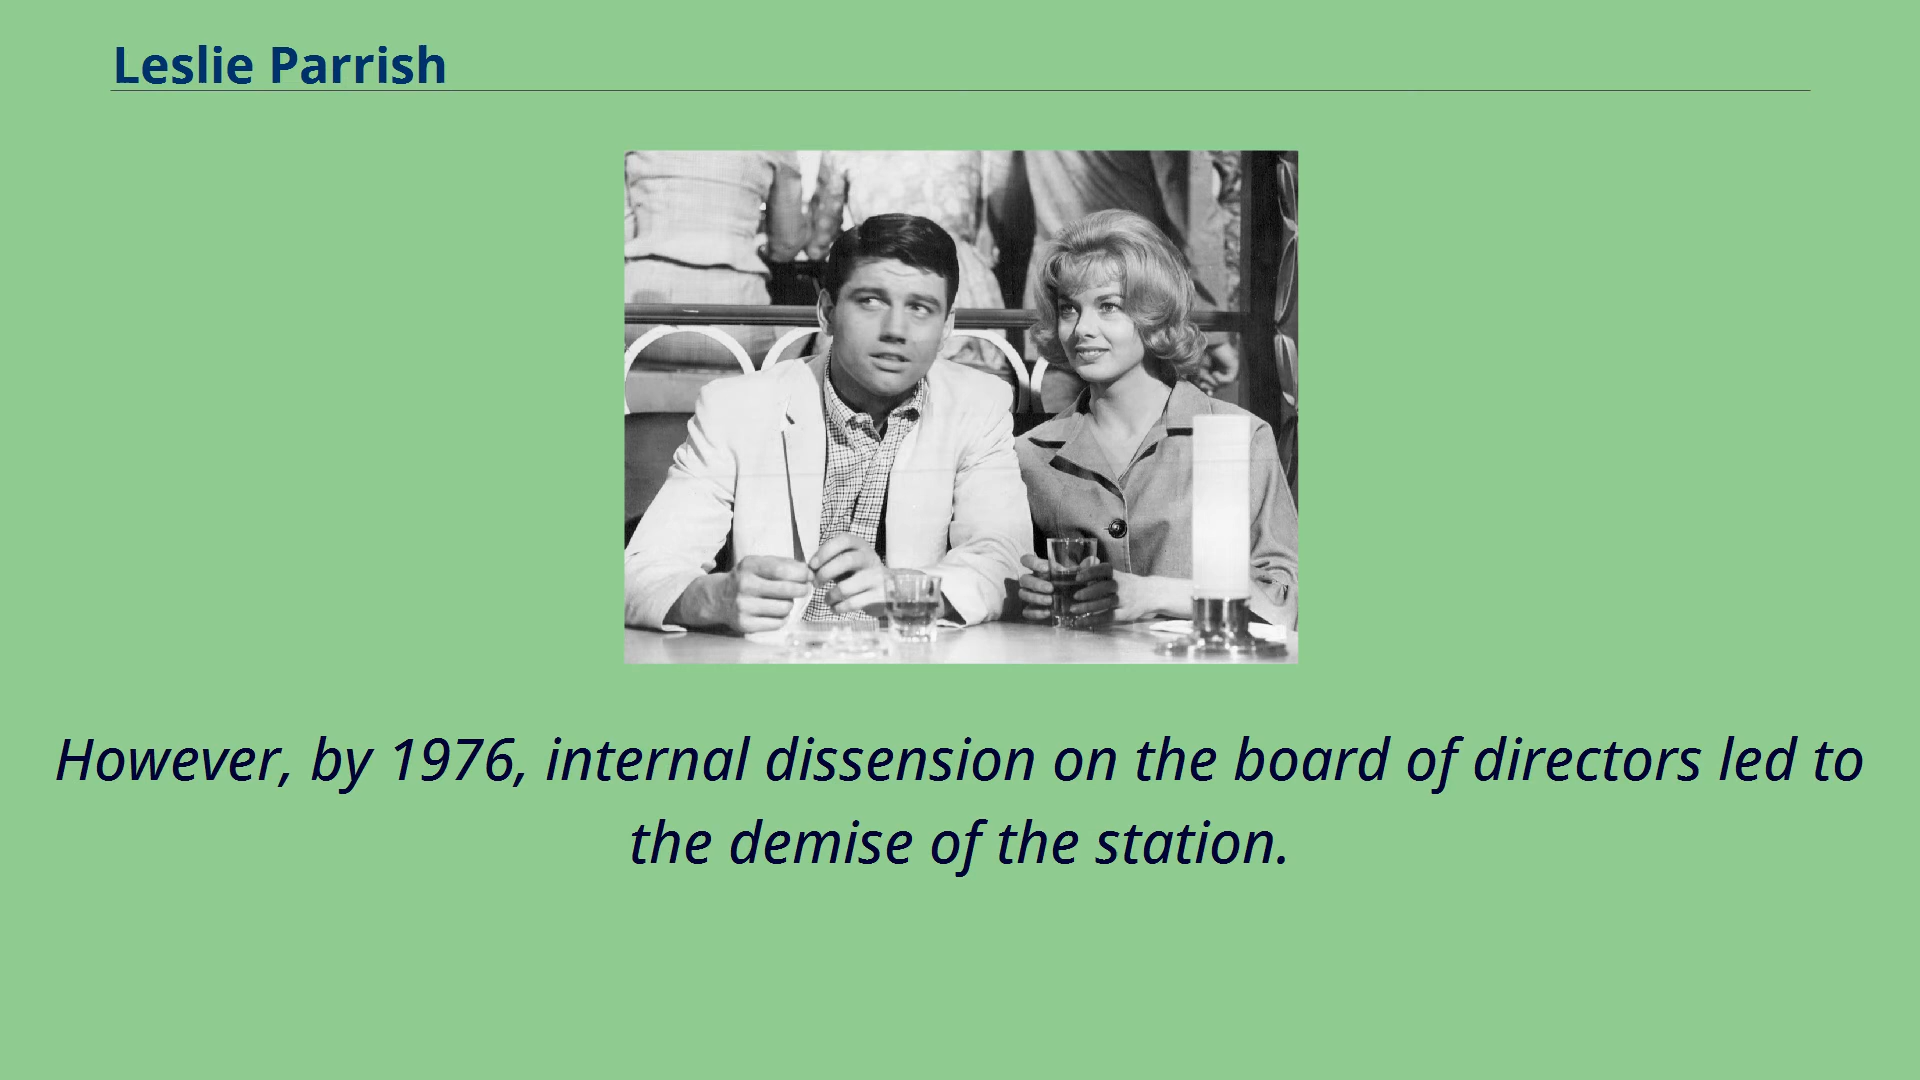 Leslie Parrish
However, by 1976, internal dissension on the board of directors led to
the demise of the station.